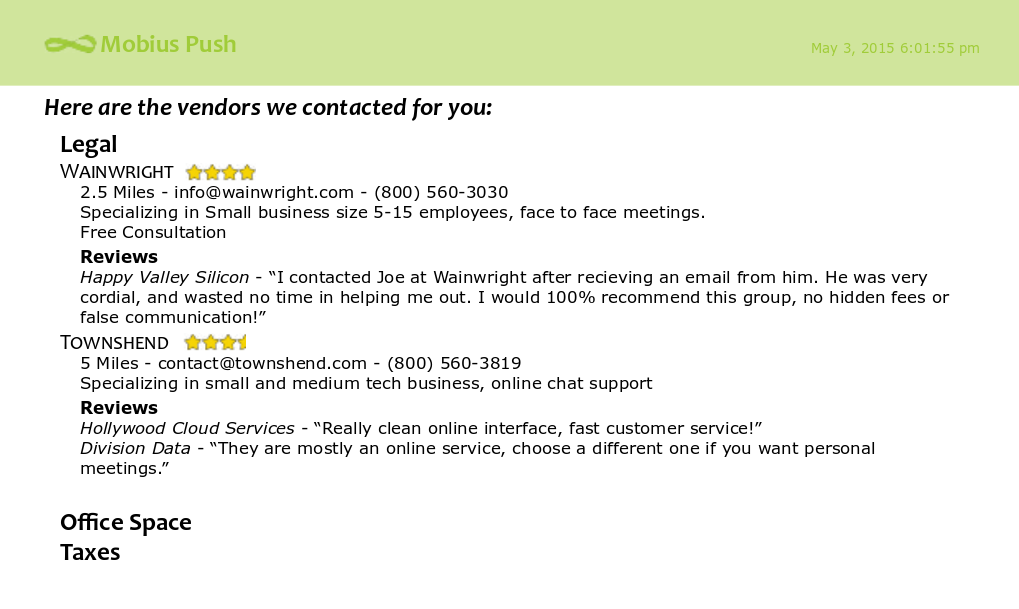 Mobius Push
May 3, 2015 6:01:55 pm
Here are the vendors we contacted for you:
Legal
Wainwright
2.5 Miles - info@wainwright.com - (800) 560-3030
Specializing in Small business size 5-15 employees, face to face meetings.
Free Consultation
Reviews
Happy Valley Silicon - “I contacted Joe at Wainwright after recieving an email from him. He was very
cordial, and wasted no time in helping me out. I would 100% recommend this group, no hidden fees or
false communication!”
Townshend
5 Miles - contact@townshend.com - (800) 560-3819
Specializing in small and medium tech business, online chat support
Reviews
Hollywood Cloud Services - “Really clean online interface, fast customer service!”
Division Data - “They are mostly an online service, choose a different one if you want personal
meetings.”
Office Space
Taxes